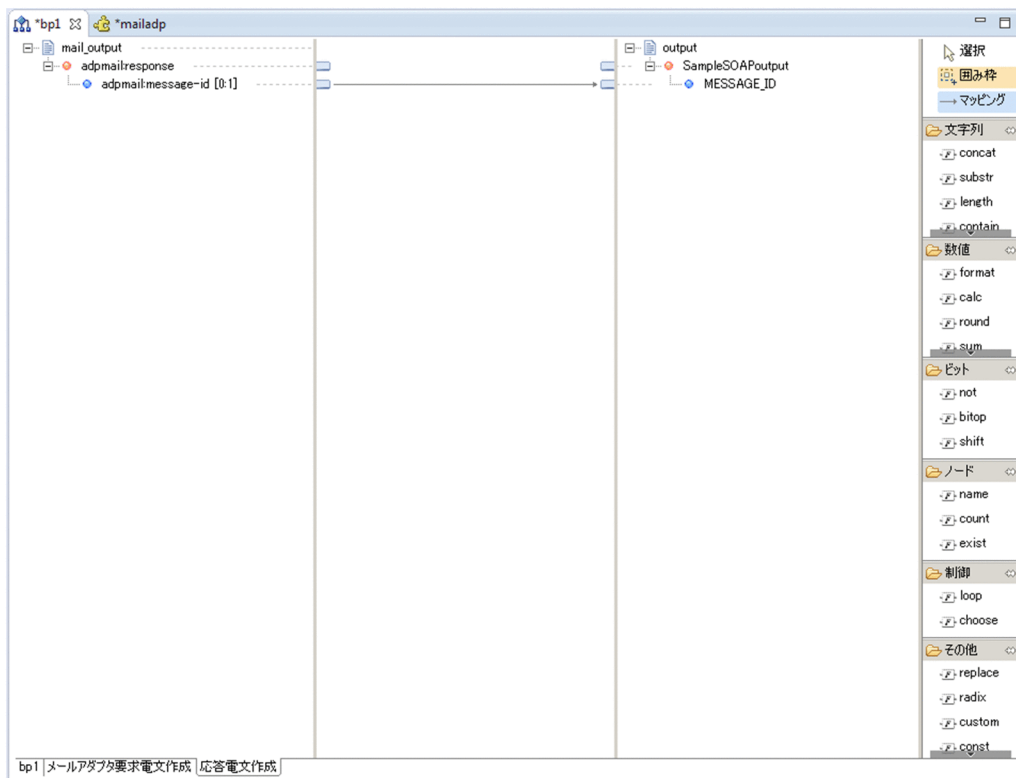 *bp1 *mailadp
mail_output
adpmail:response
adpmail:message-id [0:1]
output
SampleSOAPoutput
MESSAGE_ID
選択
囲み枠
マッピング
文字列
concat
substr
length
contain
数値
format
calc
round
sum
ビット
not
bitop
shift
ノード
name
count
exist
制御
loop
choose
その他
replace
radix
custom
const
bp1 メールアダプタ要求電文作成 応答電文作成